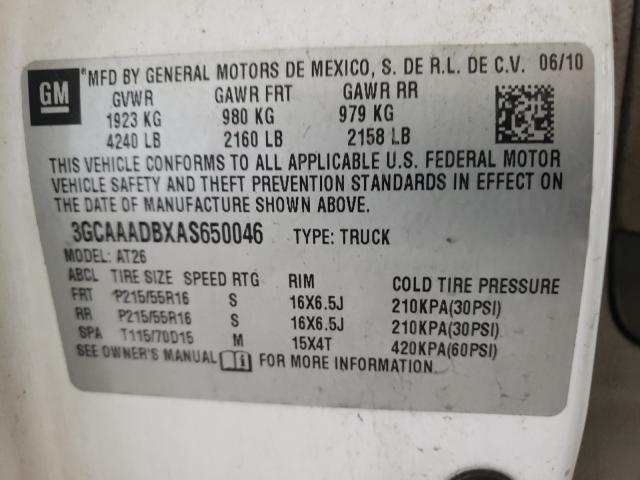 GM
*MFD BY GENERAL MOTORS DE MEXICO, S. DE R.L. DE C.V. 06/10
GVWR GAWR FRT GAWR RR
1923 KG 980 KG 979 KG
4240 LB 2160 LB 2158 LB
THIS VEHICLE CONFORMS TO ALL APPLICABLE U.S. FEDERAL MOTOR
VEHICLE SAFETY AND THEFT PREVENTION STANDARDS IN EFFECT ON
THE DATE OF MANUFACTURE SHOWN ABOVE.
3GCAAADBXAS650046 TYPE: TRUCK
MODEL: AT26
ABCL TIRE SIZE SPEED RTG RIM COLD TIRE PRESSURE
FRT P215/55R16 S 16X6.5J 210KPA(30PSI)
RR P215/55R16 S 16X6.5J 210KPA(30PSI)
SPA T115/70D15 M 15X4T 420KPA(60PSI)
SEE OWNER'S MANUAL FOR MORE INFORMATION.